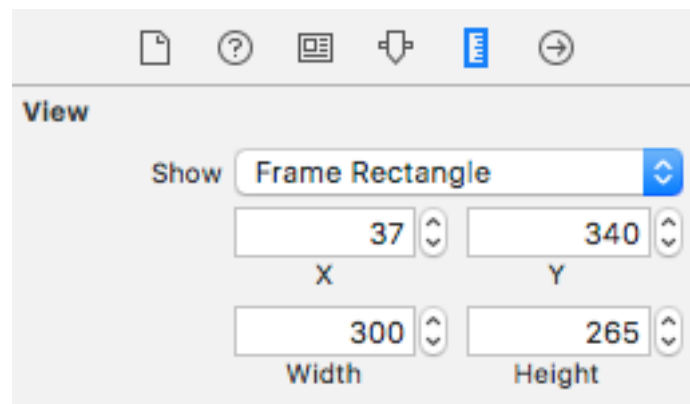 View
Show Frame Rectangle
37 340
X Y
300 265
Width Height